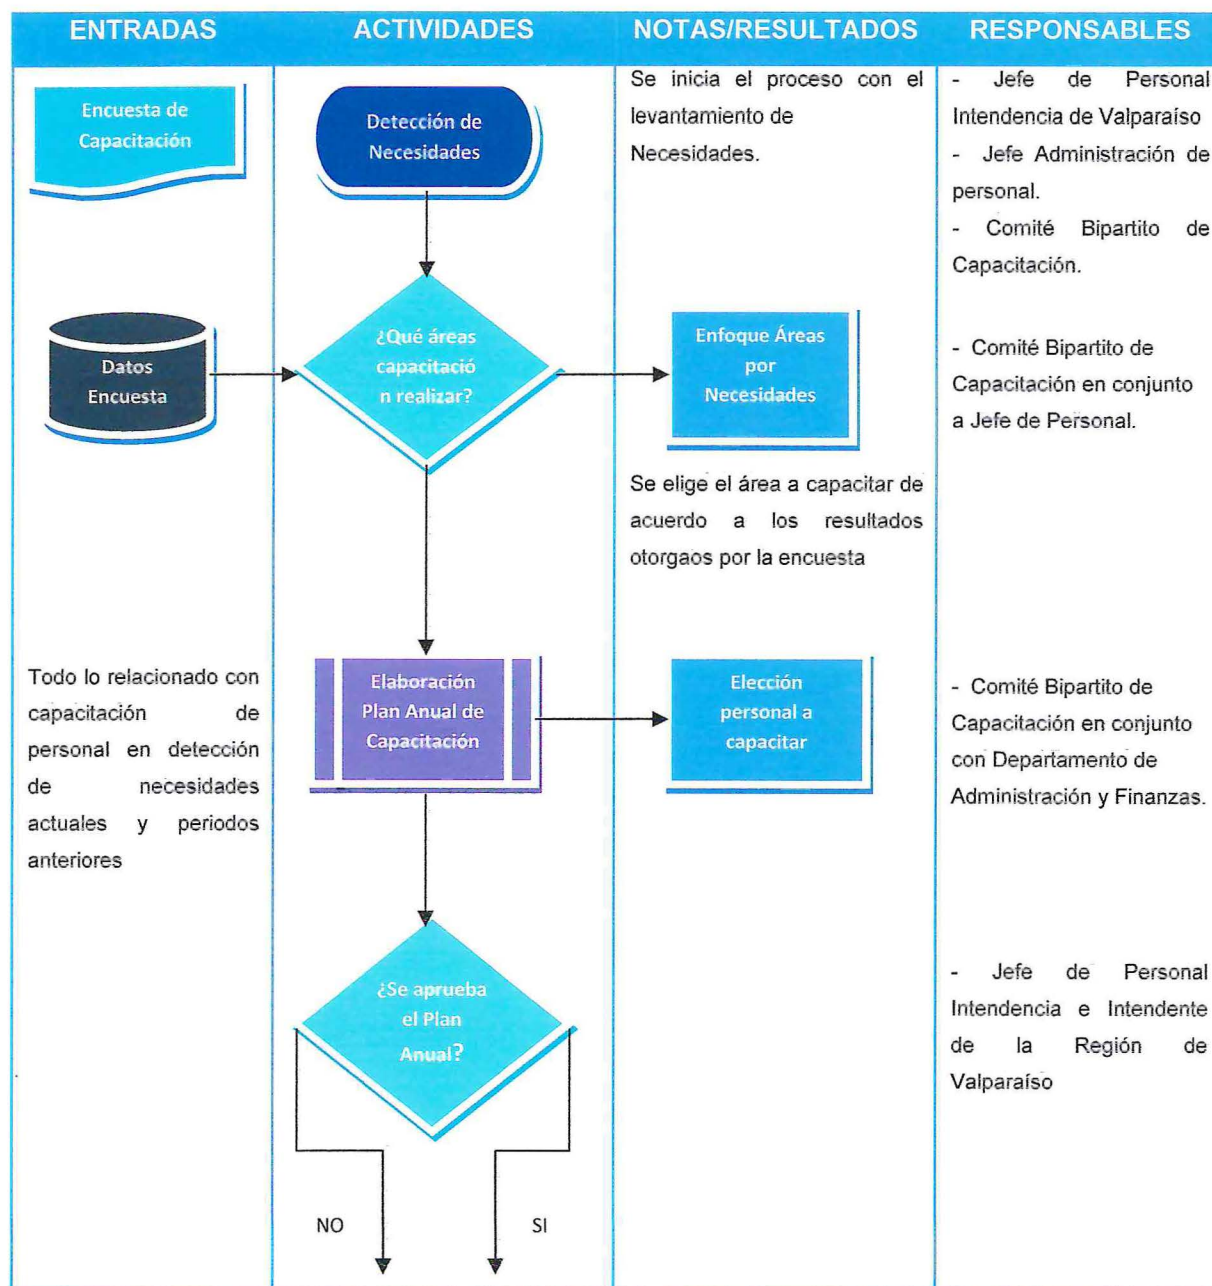 ENTRADAS
ACTIVIDADES
NOTAS/RESULTADOS
RESPONSABLES
Encuesta de
Capacitación
Detección de
Necesidades
Se inicia el proceso con el
levantamiento de
Necesidades.
- Jefe de Personal
Intendencia de Valparaíso
- Jefe Administración de
personal.
- Comité Bipartito de
Capacitación.
Datos
Encuesta
¿Qué áreas
capacitació
n realizar?
Enfoque Áreas
por
Necesidades
- Comité Bipartito de
Capacitación en conjunto
a Jefe de Personal.
Se elige el área a capacitar de
acuerdo a los resultados
otorgaos por la encuesta
Todo lo relacionado con
capacitación de
personal en detección
de necesidades
actuales y periodos
anteriores
Elaboración
Plan Anual de
Capacitación
Elección
personal a
capacitar
- Comité Bipartito de
Capacitación en conjunto
con Departamento de
Administración y Finanzas.
¿Se aprueba
el Plan
Anual?
- Jefe de Personal
Intendencia e Intendente
de la Región de
Valparaíso
NO
SI